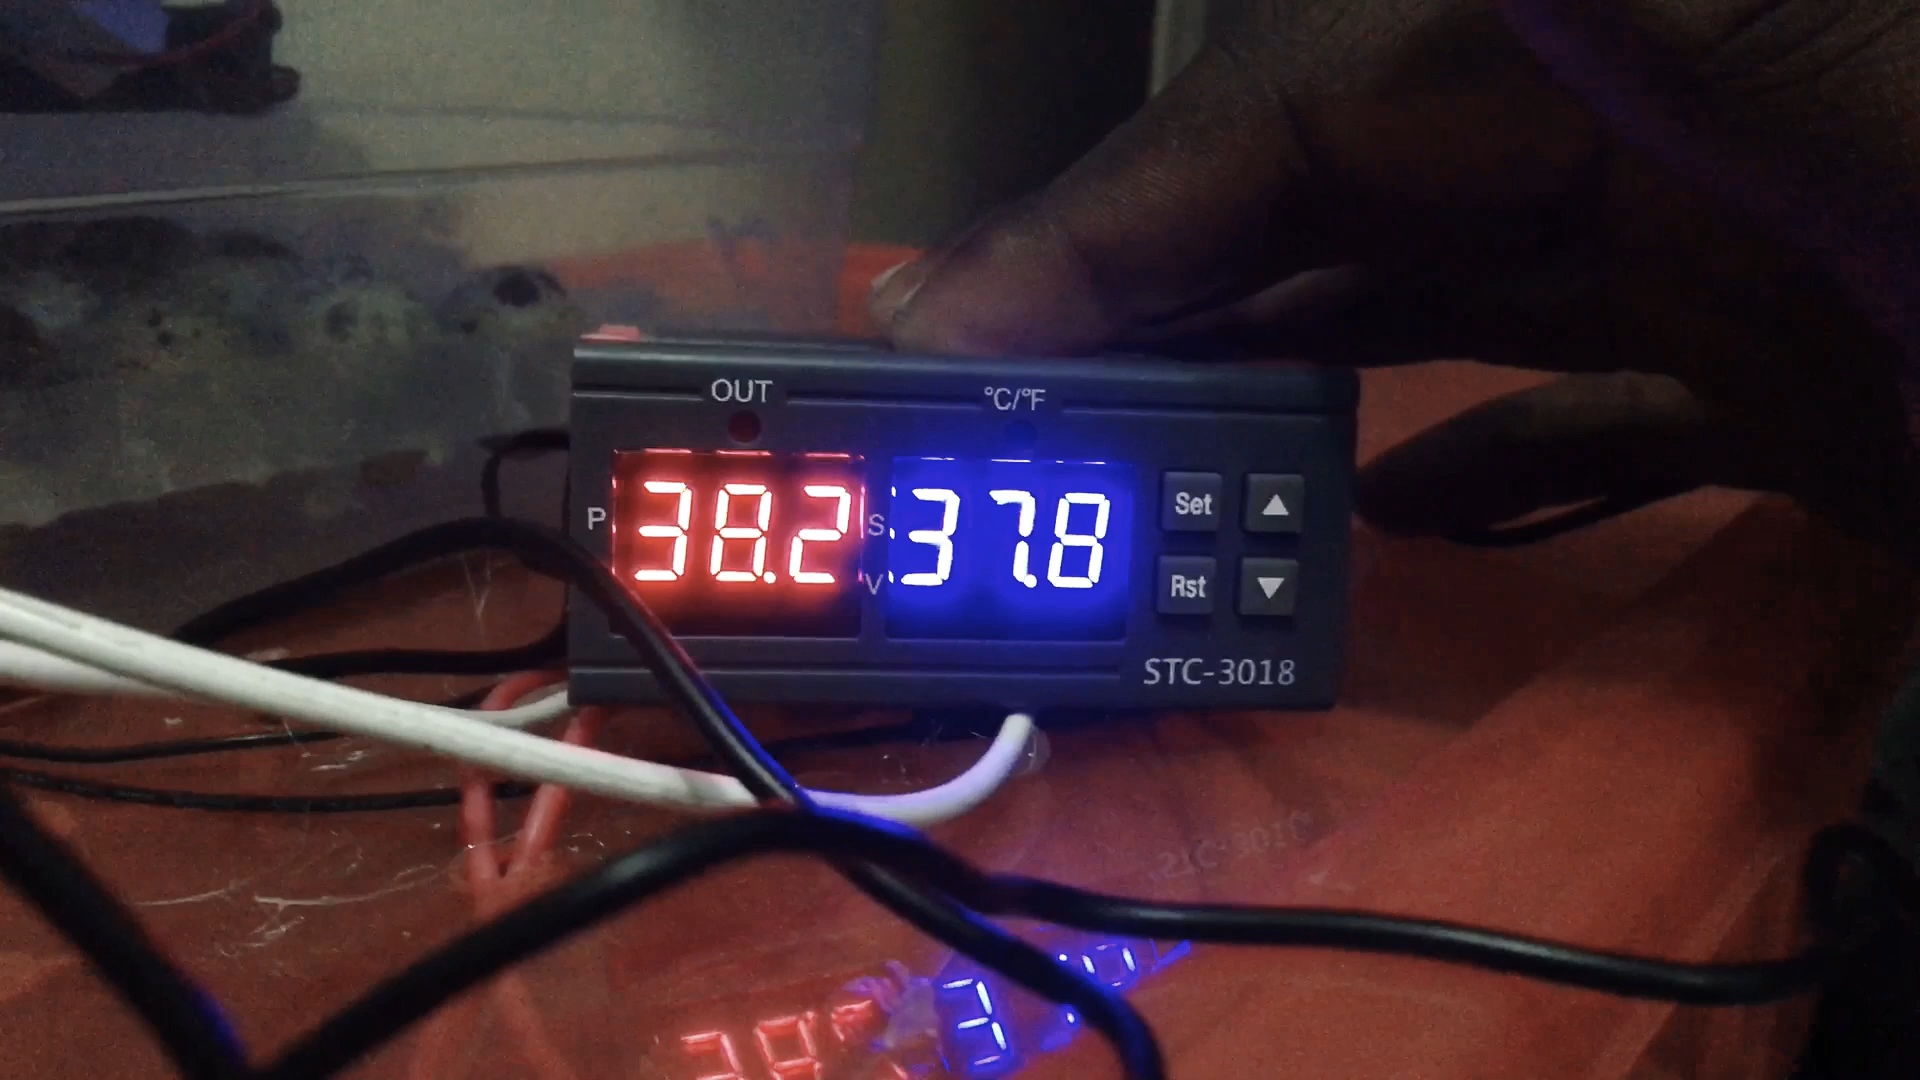 OUT °C/°F
P 38.2 S 37.8 Set ▲
V Rst ▼
STC-3018